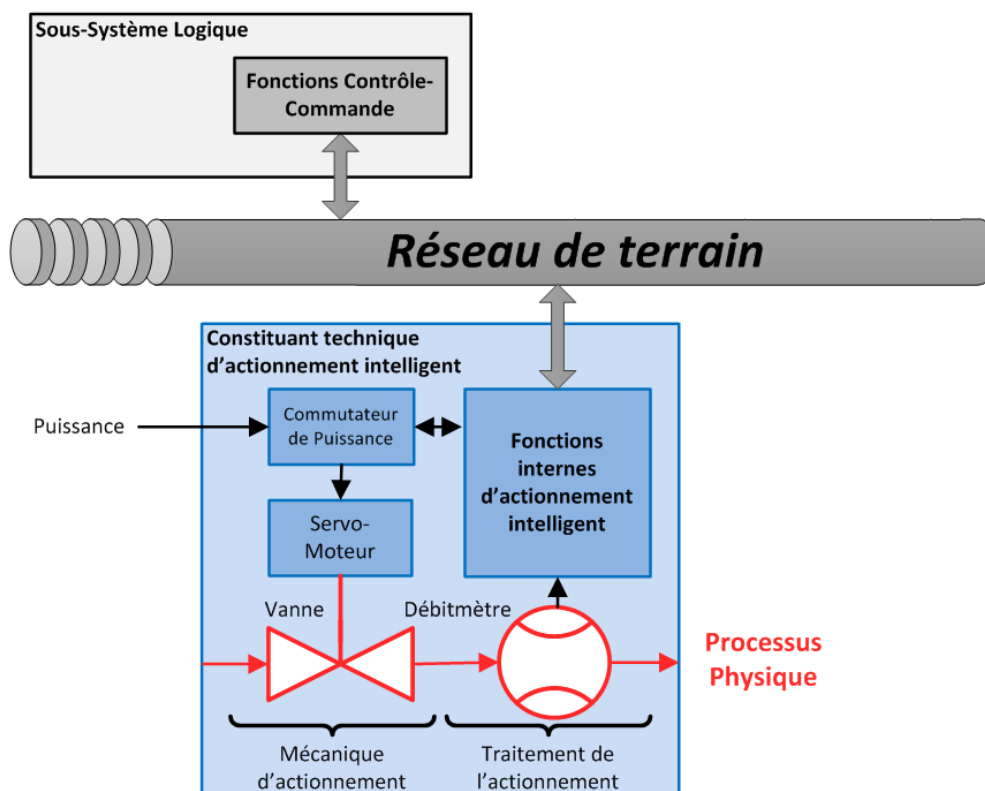 Sous-Système Logique
Fonctions Contrôle-
Commande
Réseau de terrain
Constituant technique
d'actionnement intelligent
Puissance
Commutateur
de Puissance
Fonctions
internes
d'actionnement
intelligent
Servo-
Moteur
Vanne
Débitmètre
Processus
Physique
Mécanique
d'actionnement
Traitement de
l'actionnement